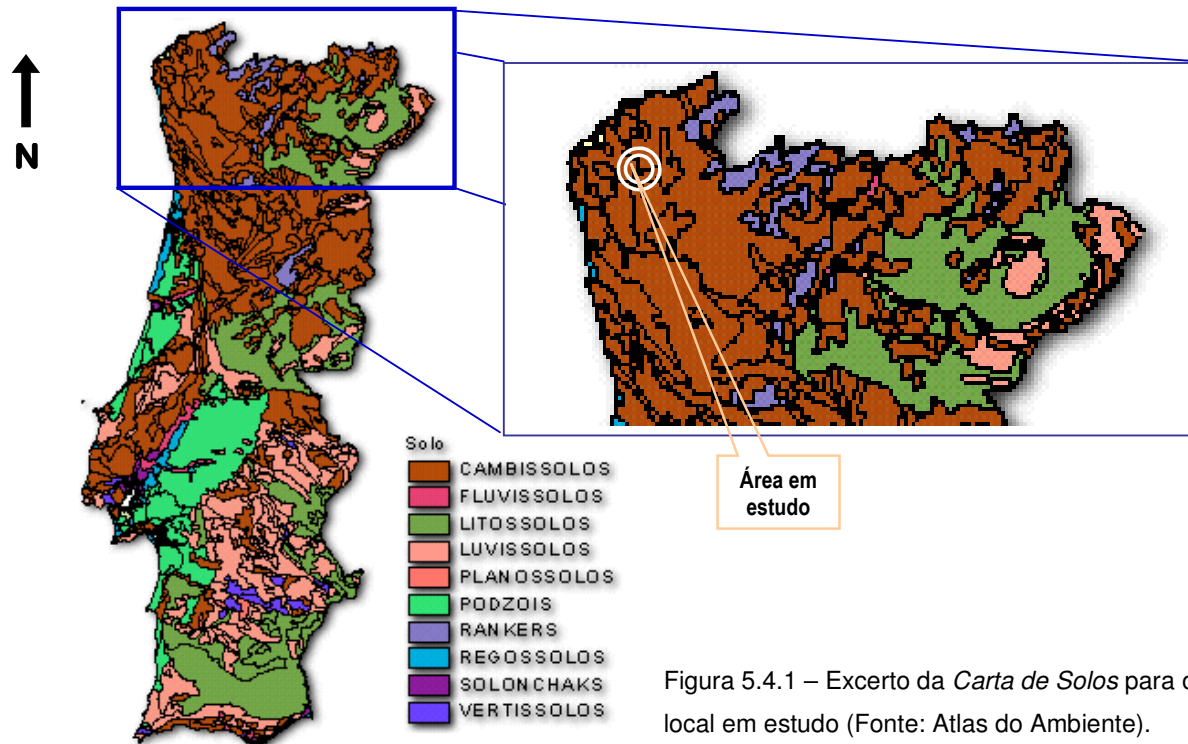 N
Área em
estudo
Solo
CAMBISSOLOS
FLUVISSOLOS
LITOSSOLOS
LUVISSOLOS
PLANOSSOLOS
PODZOIS
RANKERS
REGOSSOLOS
SOLONCHAKS
VERTISSOLOS
Figura 5.4.1 – Excerto da Carta de Solos para o
local em estudo (Fonte: Atlas do Ambiente).